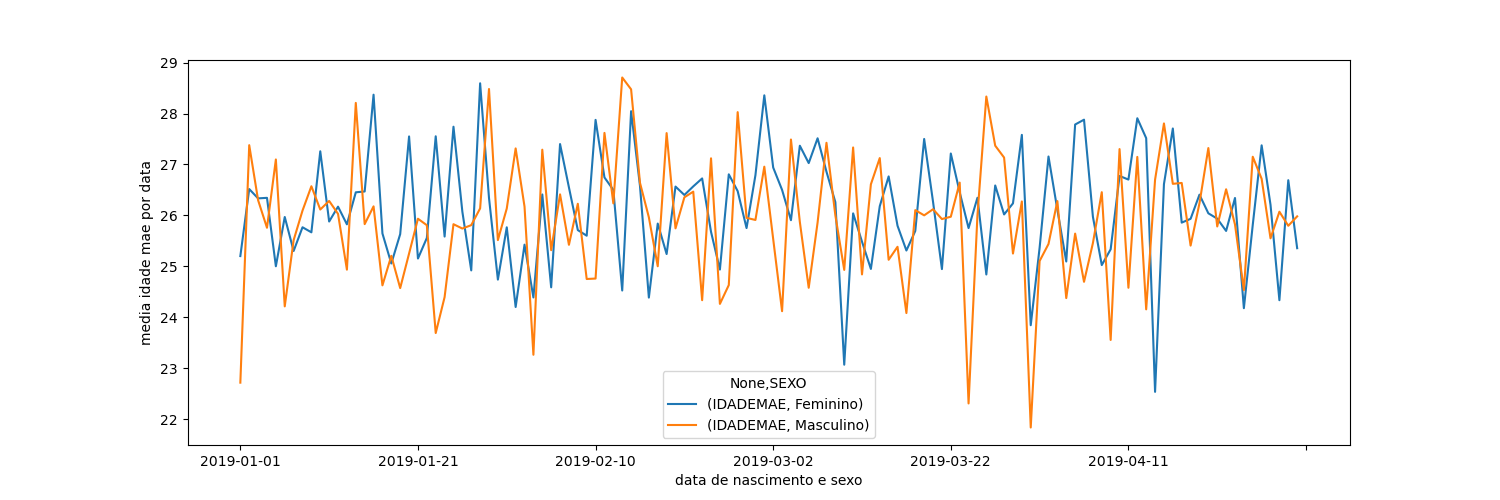 29
28
27
26
25
24
23
22
media idade mae por data
None,SEXO
(IDADEMAE, Feminino)
(IDADEMAE, Masculino)
2019-01-01 2019-01-21 2019-02-10 2019-03-02 2019-03-22 2019-04-11
data de nascimento e sexo